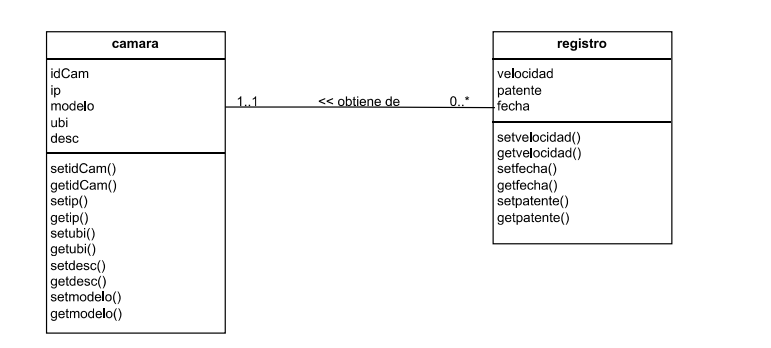 camara
idCam
ip
modelo
ubi
desc
setidCam()
getidCam()
setip()
getip()
setubi()
getubi()
setdesc()
getdesc()
setmodelo()
getmodelo()
1..1
<< obtiene de
0..*
registro
velocidad
patente
fecha
setvelocidad()
getvelocidad()
setfecha()
getfecha()
setpatente()
getpatente()